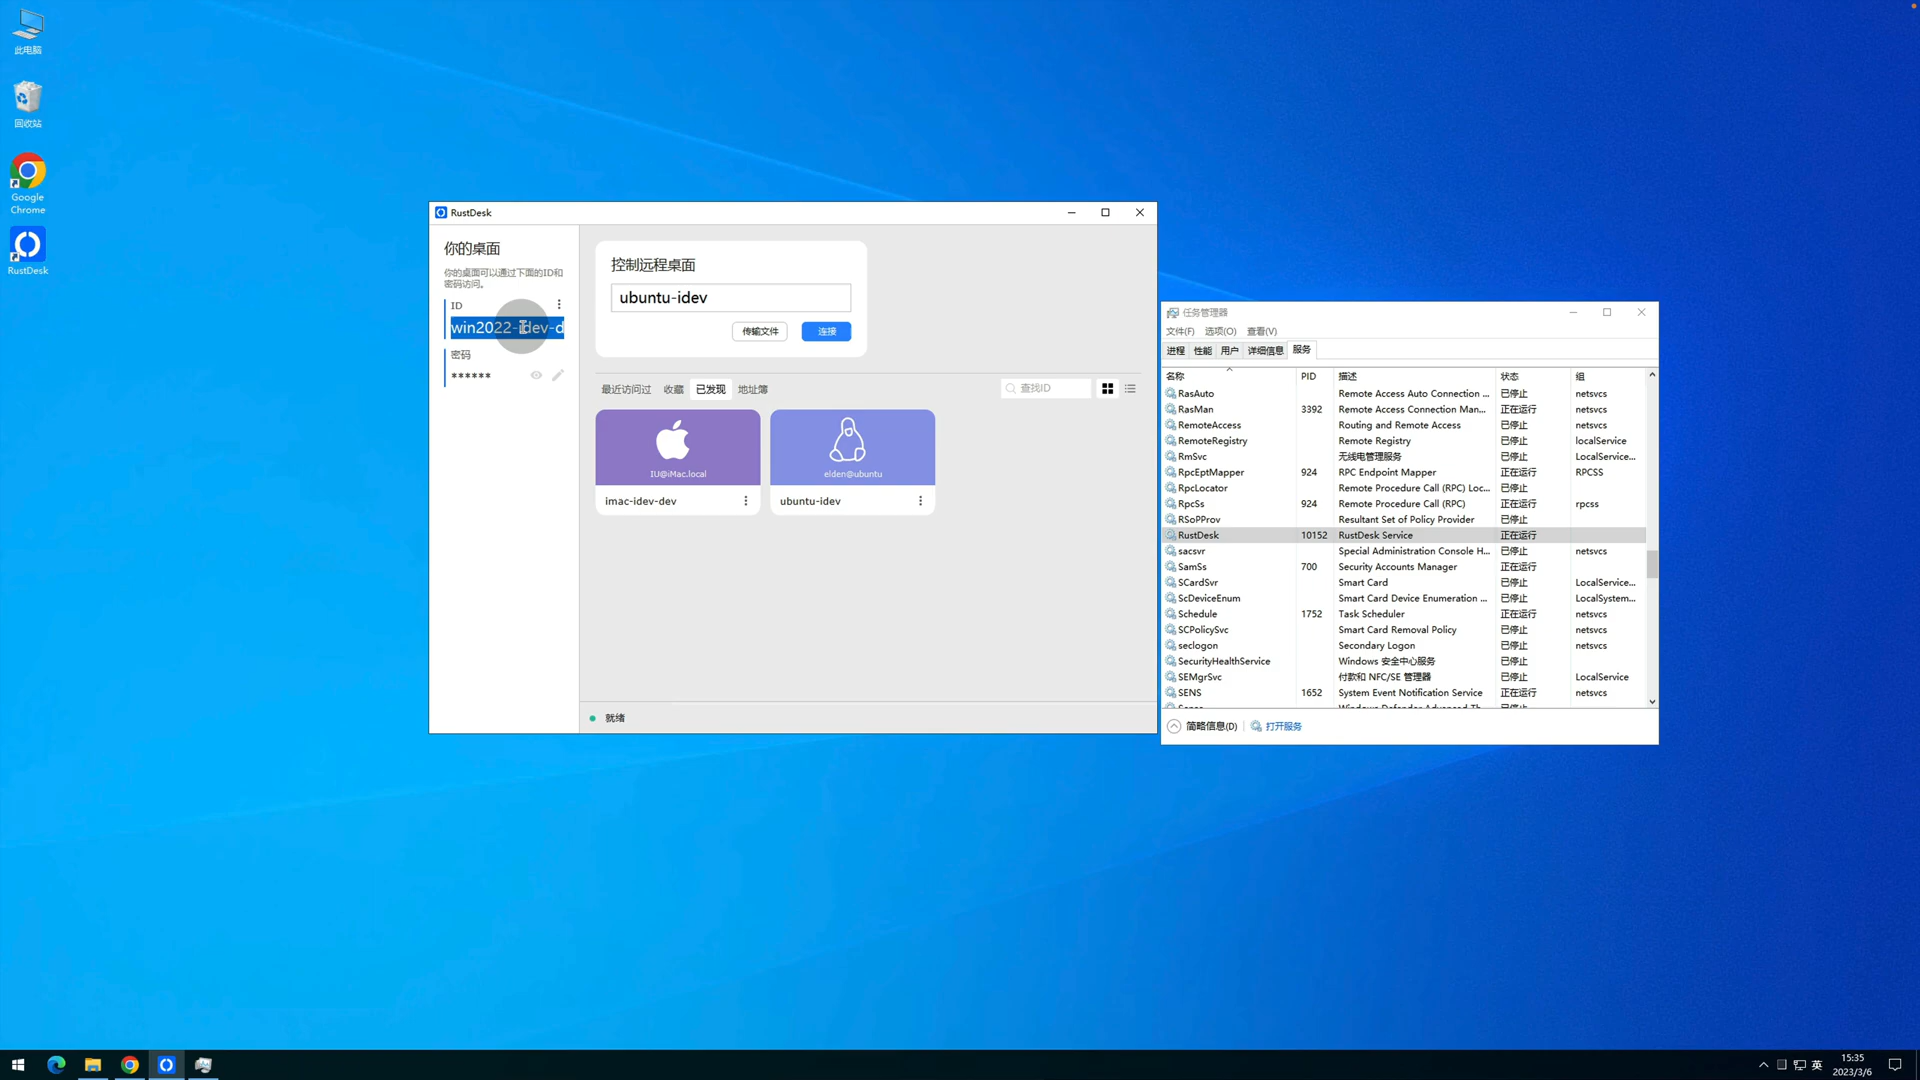 此电脑
回收站
Google
Chrome
RustDesk
RustDesk
你的桌面
你的桌面可以通过下面的ID和
密码访问。
ID
win2022-idev-d
密码
******
控制远程桌面
ubuntu-idev
传输文件
连接
最近访问过 收藏 已发现 地址簿
查找ID
IU@iMac.local
imac-idev-dev
elden@ubuntu
ubuntu-idev
就绪
任务管理器
文件(F) 选项(O) 查看(V)
进程 性能 用户 详细信息 服务
名称 PID 描述 状态 组
RasAuto Remote Access Auto Connection ... 已停止 netsvcs
RasMan 3392 Remote Access Connection Man... 正在运行 netsvcs
RemoteAccess Routing and Remote Access 已停止 netsvcs
RemoteRegistry Remote Registry 已停止 localService
RmSvc 无线电管理服务 已停止 LocalService...
RpcEptMapper 924 RPC Endpoint Mapper 正在运行 RPCSS
RpcLocator Remote Procedure Call (RPC) Loc... 已停止
RpcSs 924 Remote Procedure Call (RPC) 正在运行 rpcss
RSoPProv Resultant Set of Policy Provider 已停止
RustDesk 10152 RustDesk Service 正在运行
sacsvr Special Administration Console H... 已停止 netsvcs
SamSs 700 Security Accounts Manager 正在运行
SCardSvr Smart Card 已停止 LocalService...
ScDeviceEnum Smart Card Device Enumeration ... 已停止 LocalSystem...
Schedule 1752 Task Scheduler 正在运行 netsvcs
SCPolicySvc Smart Card Removal Policy 已停止 netsvcs
seclogon Secondary Logon 已停止 netsvcs
SecurityHealthService Windows 安全中心服务 已停止
SEMgrSvc 付款和 NFC/SE 管理器 已停止 LocalService
SENS 1652 System Event Notification Service 正在运行 netsvcs
简略信息(D) 打开服务
英
15:35
2023/3/6